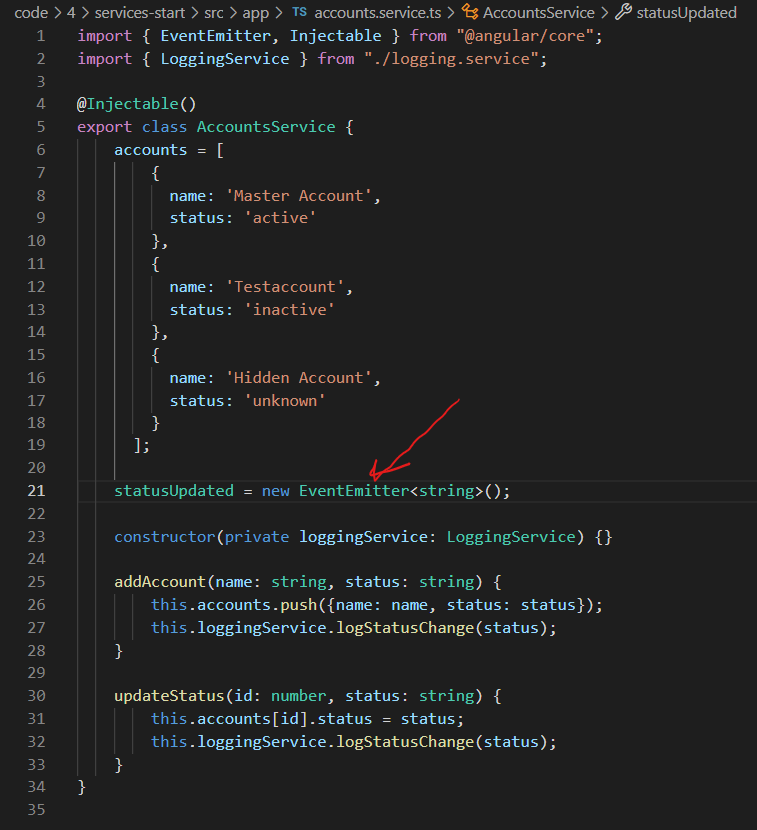 code > 4 > services-start > src > app > TS accounts.service.ts > AccountsService > statusUpdated
1 import { EventEmitter, Injectable } from "@angular/core";
2 import { LoggingService } from "./logging.service";
3
4 @Injectable()
5 export class AccountsService {
6 accounts = [
7 {
8 name: 'Master Account',
9 status: 'active'
10 },
11 {
12 name: 'Testaccount',
13 status: 'inactive'
14 },
15 {
16 name: 'Hidden Account',
17 status: 'unknown'
18 }
19 ];
20
21 statusUpdated = new EventEmitter<string>();
22
23 constructor(private loggingService: LoggingService) {}
24
25 addAccount(name: string, status: string) {
26 this.accounts.push({name: name, status: status});
27 this.loggingService.logStatusChange(status);
28 }
29
30 updateStatus(id: number, status: string) {
31 this.accounts[id].status = status;
32 this.loggingService.logStatusChange(status);
33 }
34 }
35